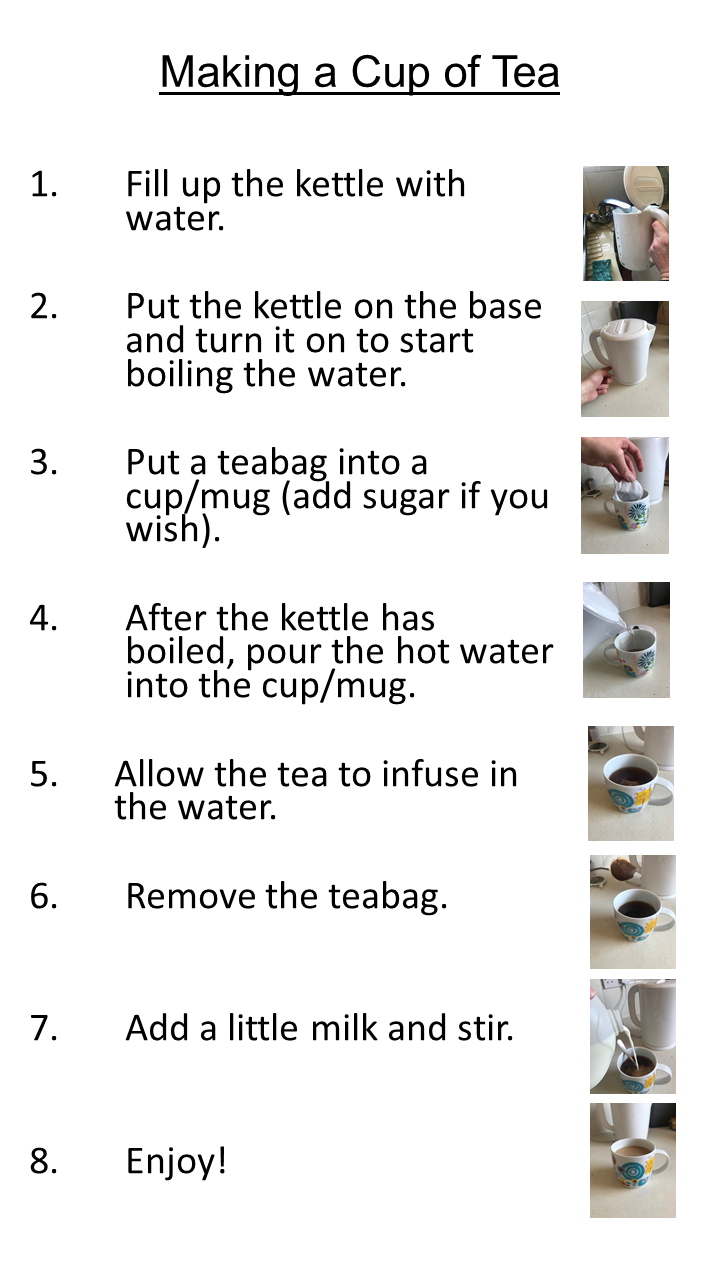 Making a Cup of Tea
1. Fill up the kettle with
water.
2. Put the kettle on the base
and turn it on to start
boiling the water.
3. Put a teabag into a
cup/mug (add sugar if you
wish).
4. After the kettle has
boiled, pour the hot water
into the cup/mug.
5. Allow the tea to infuse in
the water.
6. Remove the teabag.
7. Add a little milk and stir.
8. Enjoy!